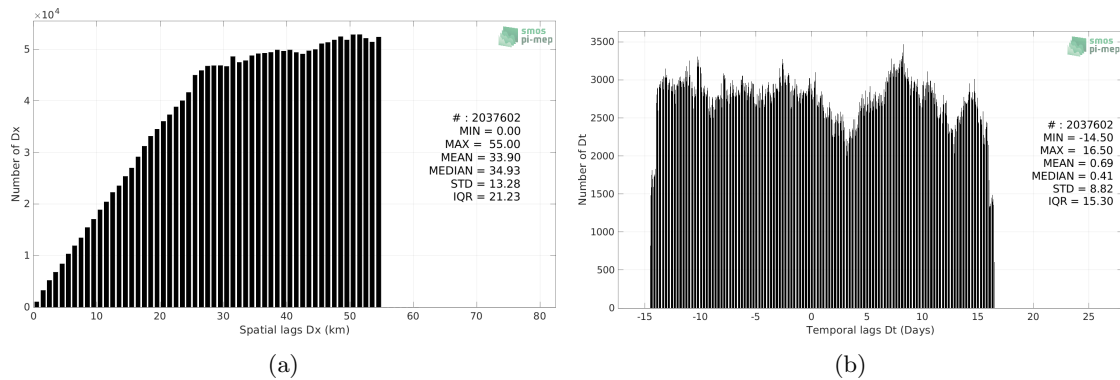 ×10⁴
5
4
3
2
1
0
Number of Dx
0 10 20 30 40 50 60 70 80
Spatial lags Dx (km)
smos
pi-mep
# : 2037602
MIN = 0.00
MAX = 55.00
MEAN = 33.90
MEDIAN = 34.93
STD = 13.28
IQR = 21.23
(a)
3500
3000
2500
2000
1500
1000
500
0
Number of Dt
-15 -10 -5 0 5 10 15 20 25
Temporal lags Dt (Days)
smos
pi-mep
# : 2037602
MIN = -14.50
MAX = 16.50
MEAN = 0.69
MEDIAN = 0.41
STD = 8.82
IQR = 15.30
(b)